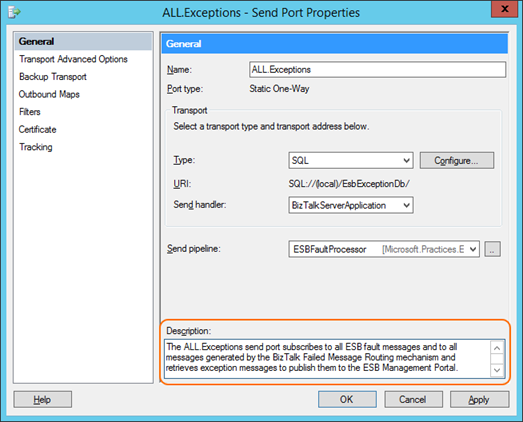 ALL.Exceptions - Send Port Properties
General
Transport Advanced Options
Backup Transport
Outbound Maps
Filters
Certificate
Tracking
General
Name: ALL.Exceptions
Port type: Static One-Way
Transport
Select a transport type and transport address below.
Type: SQL Configure...
URI: SQL://(local)/EsbExceptionDb/
Send handler: BizTalkServerApplication
Send pipeline: ESBFaultProcessor [Microsoft.Practices.E ..
Description:
The ALL.Exceptions send port subscribes to all ESB fault messages and to all
messages generated by the BizTalk Failed Message Routing mechanism and
retrieves exception messages to publish them to the ESB Management Portal.
Help OK Cancel Apply